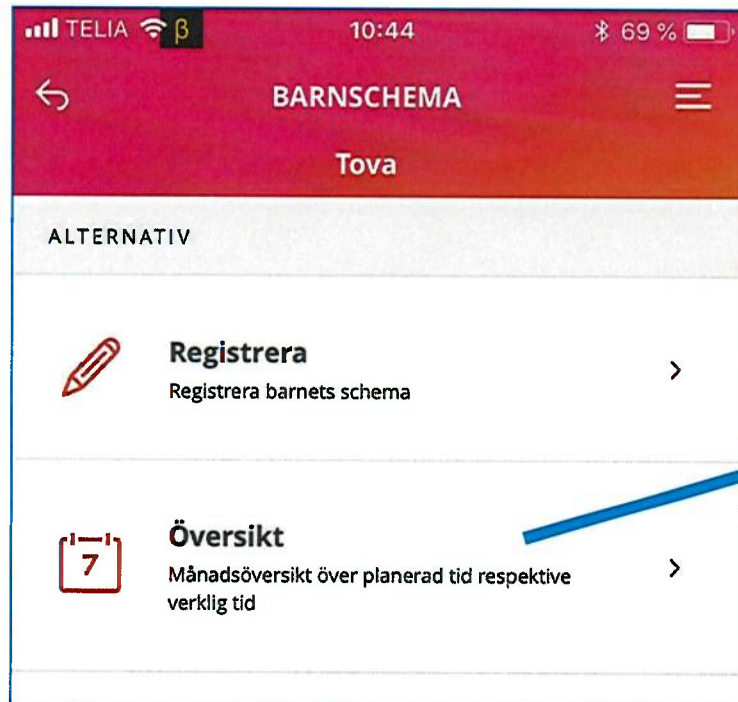 TELIA β 10:44 69 %
BARNSCHEMA
Tova
ALTERNATIV
Registrera
Registrera barnets schema
7
Översikt
Månadsöversikt över planerad tid respektive
verklig tid